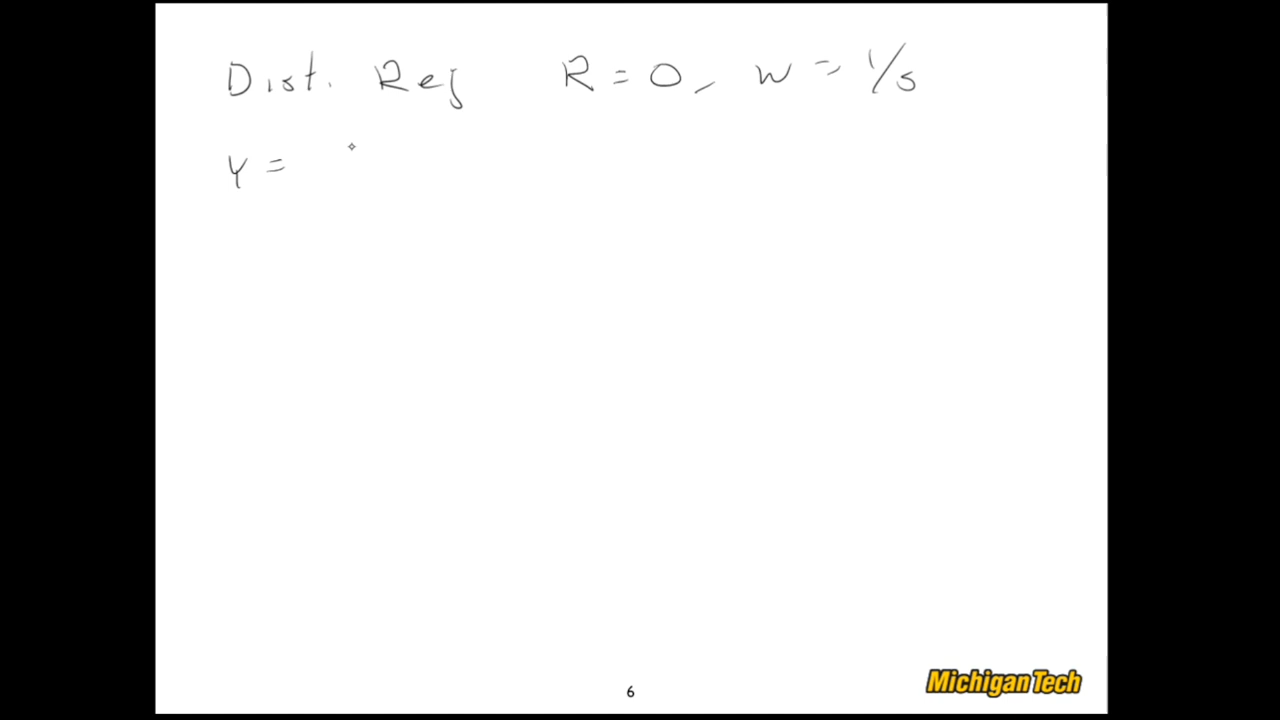 Dist. Rej R = 0, W = 1/s
Y =
6
Michigan Tech